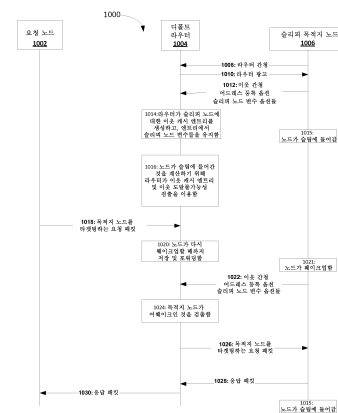 1000
요청 노드
1002
디폴트
라우터
1004
슬리피 목적지 노드
1006
1008: 라우터 간청
1010: 라우터 광고
1012: 이웃 간청
어드레스 등록 옵션
슬리피 노드 변수 옵션들
1014: 라우터가 슬리피 노드에
대한 이웃 캐시 엔트리를
생성하고, 엔트리에서
슬리피 노드 변수들을 유지함
1015:
노드가 슬립에 들어감
1016: 노드가 슬립에 들어간
것을 계산하기 위해
라우터가 이웃 캐시 엔트리
및 이웃 도달불가능성
검출을 이용함
1018: 목적지 노드를
타겟팅하는 요청 패킷
1020: 노드가 다시
웨이크업할 때까지
저장 및 포워딩함
1021:
노드가 웨이크업함
1022: 이웃 간청
어드레스 등록 옵션
슬리피 노드 변수 옵션들
1024: 목적지 노드가
어웨이크인 것을 검출함
1026: 목적지 노드를
타겟팅하는 요청 패킷
1028: 응답 패킷
1030: 응답 패킷
1015:
노드가 슬립에 들어감